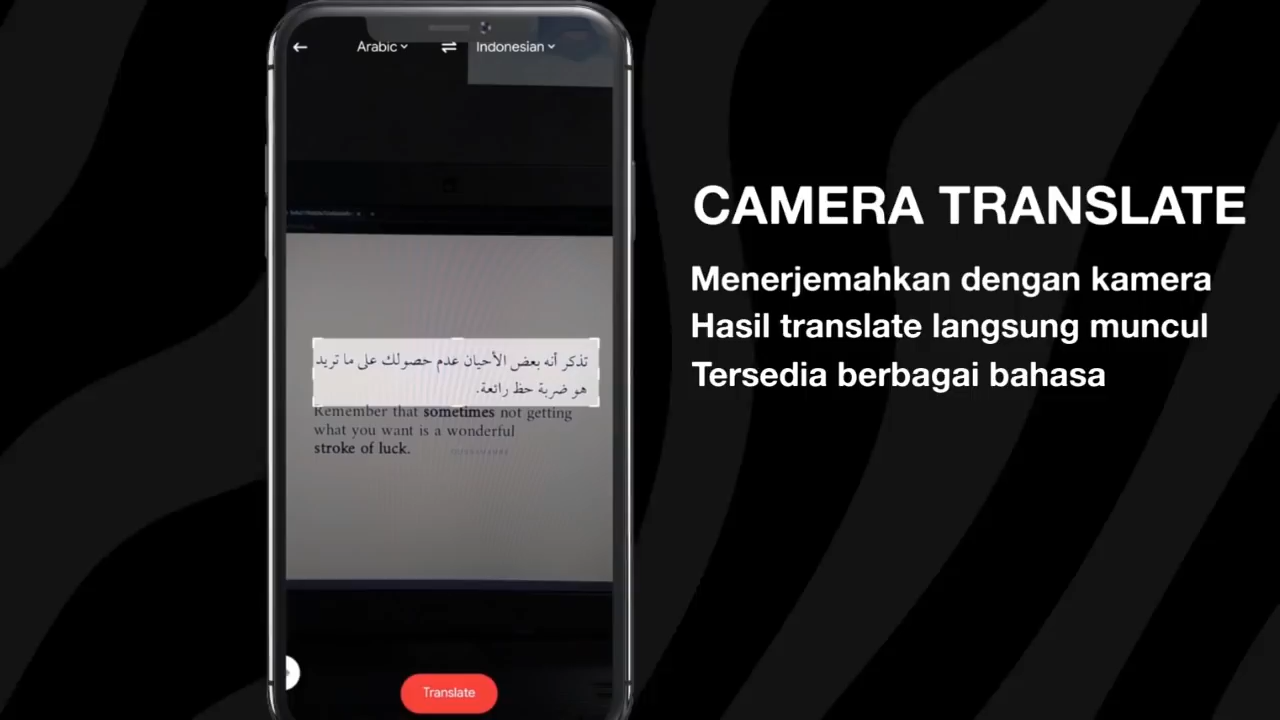 Arabic
Indonesian
CAMERA TRANSLATE
Menerjemahkan dengan kamera
Hasil translate langsung muncul
Tersedia berbagai bahasa
تذكر أنه بعض الأحيان عدم حصولك على ما تريد
هو ضربة حظ رائعة.
Remember that sometimes not getting
what you want is a wonderful
stroke of luck.
Translate